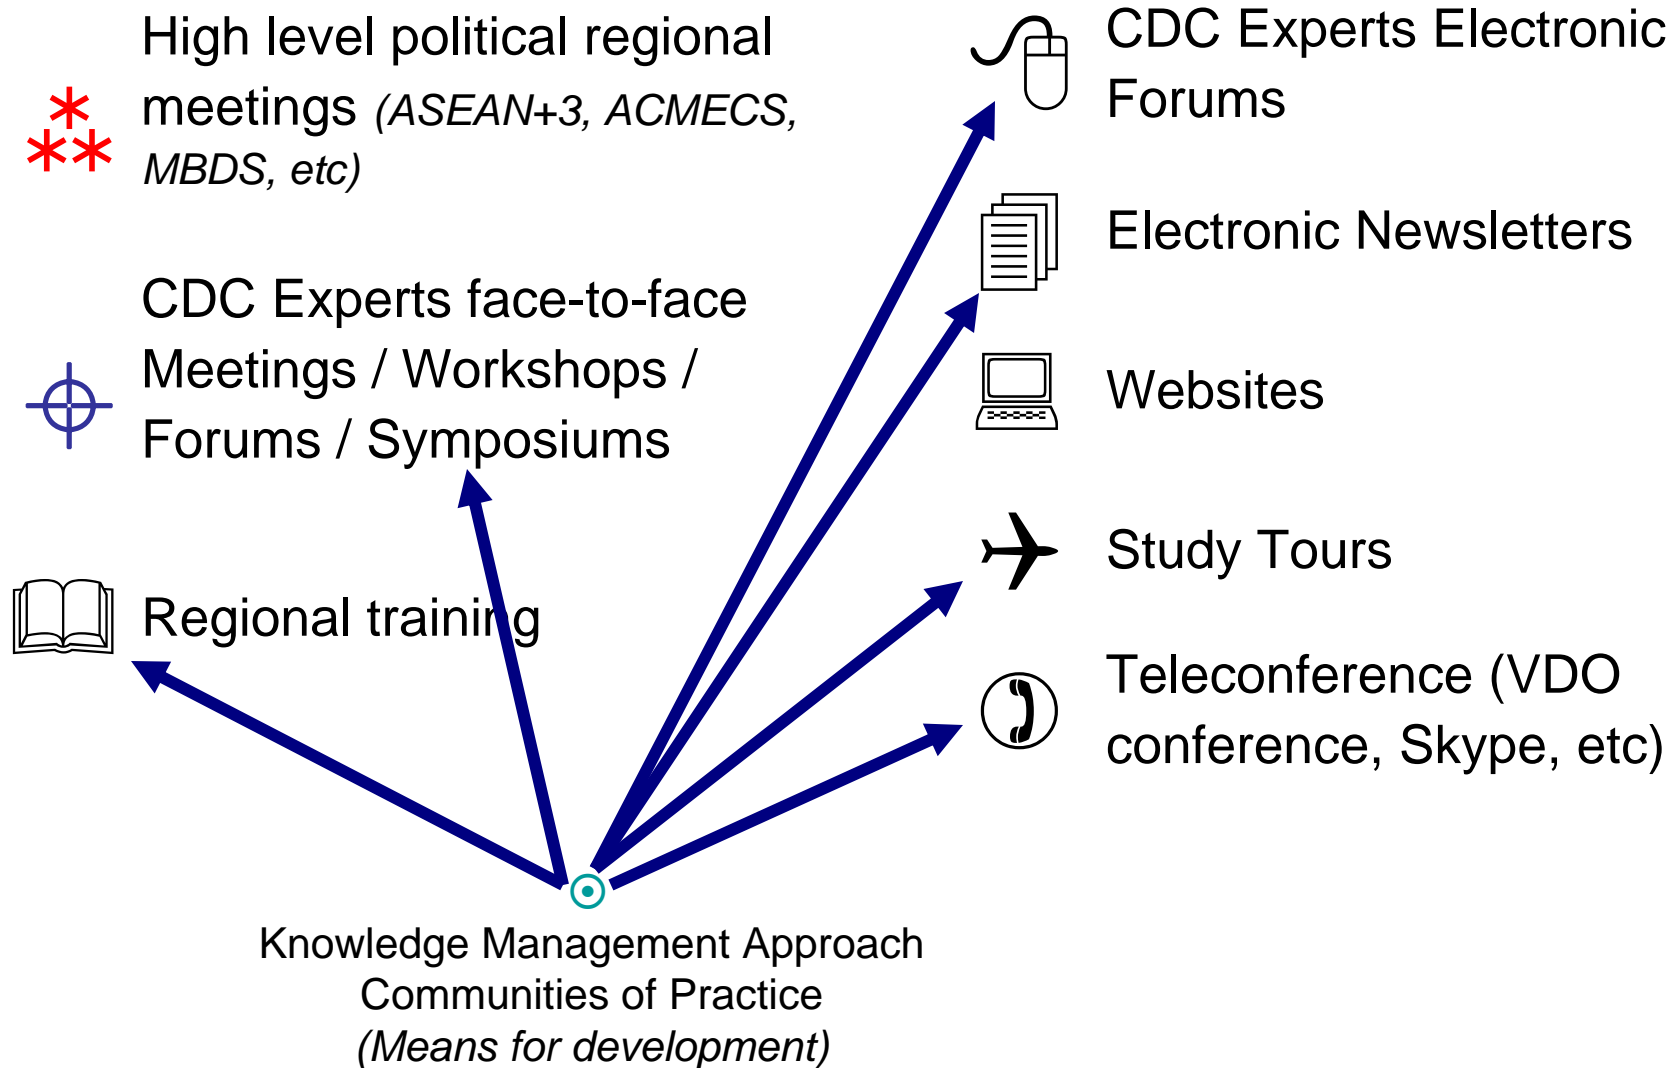 High level political regional
meetings (ASEAN+3, ACMECS,
MBDS, etc)
CDC Experts face-to-face
Meetings / Workshops /
Forums / Symposiums
Regional training
CDC Experts Electronic
Forums
Electronic Newsletters
Websites
Study Tours
Teleconference (VDO
conference, Skype, etc)
Knowledge Management Approach
Communities of Practice
(Means for development)